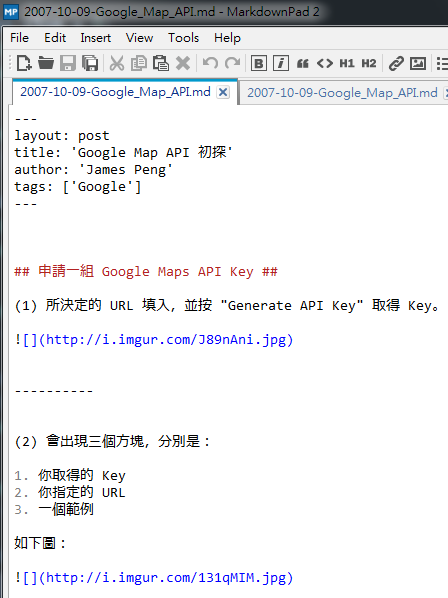 MP 2007-10-09-Google_Map_API.md - MarkdownPad 2
File Edit Insert View Tools Help
B i “ <> H1 H2
2007-10-09-Google_Map_API.md 2007-10-09-Google_Map_API.md
---
layout: post
title: 'Google Map API 初探'
author: 'James Peng'
tags: ['Google']
---
## 申請一組 Google Maps API Key ##
(1) 所決定的 URL 填入, 並按 "Generate API Key" 取得 Key。
![](http://i.imgur.com/J89nAni.jpg)
----------
(2) 會出現三個方塊, 分別是：
1. 你取得的 Key
2. 你指定的 URL
3. 一個範例
如下圖：
![](http://i.imgur.com/131qMIM.jpg)